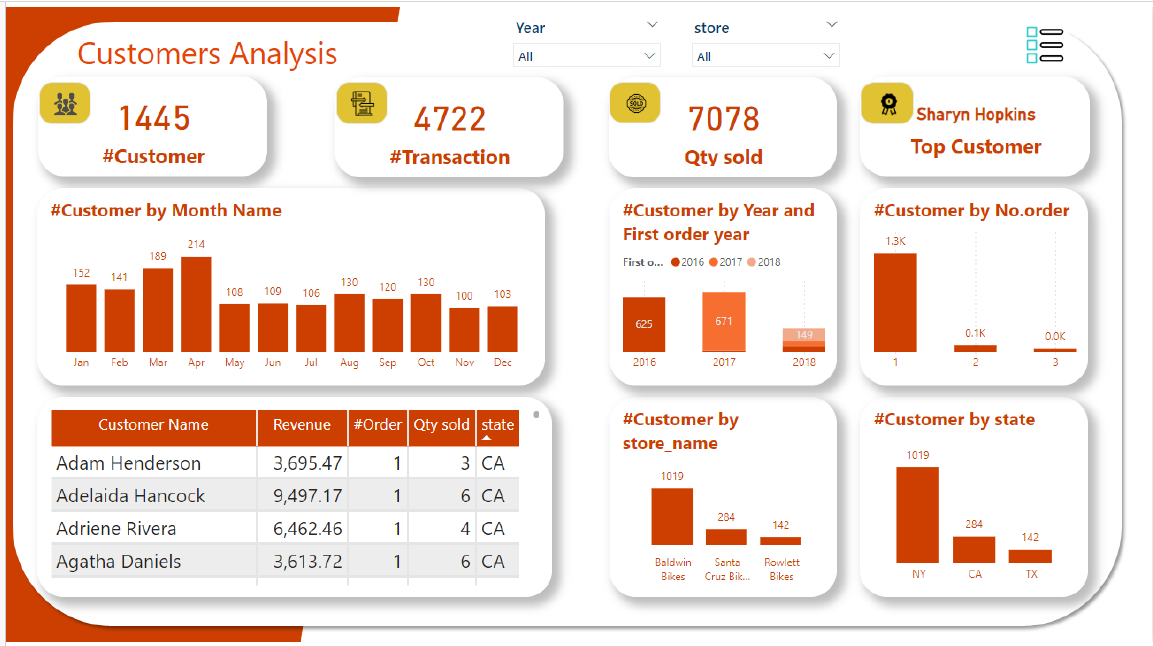 Customers Analysis
Year
store
All
All
1445
#Customer
4722
#Transaction
SOLD
7078
Qty sold
Sharyn Hopkins
Top Customer
#Customer by Month Name
152
141
189
214
108
109
106
130
120
130
100
103
Jan Feb Mar Apr May Jun Jul Aug Sep Oct Nov Dec
#Customer by Year and
First order year
First o... 2016 2017 2018
625
671
149
2016 2017 2018
#Customer by No.order
1.3K
0.1K
0.0K
1 2 3
Customer Name Revenue #Order Qty sold state
Adam Henderson 3,695.47 1 3 CA
Adelaida Hancock 9,497.17 1 6 CA
Adriene Rivera 6,462.46 1 4 CA
Agatha Daniels 3,613.72 1 6 CA
#Customer by
store_name
1019
284
142
Baldwin
Bikes
Santa
Cruz Bik...
Rowlett
Bikes
#Customer by state
1019
284
142
NY CA TX